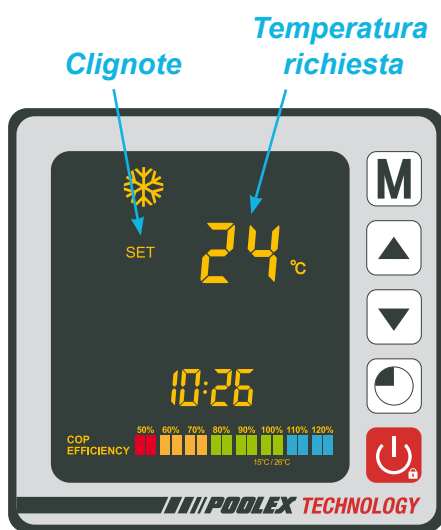 Temperatura
Clignote richiesta
M
SET 24 °C
10:26
50% 60% 70% 80% 90% 100% 110% 120%
COP
EFFICIENCY
15°C / 26°C
POOLEX TECHNOLOGY